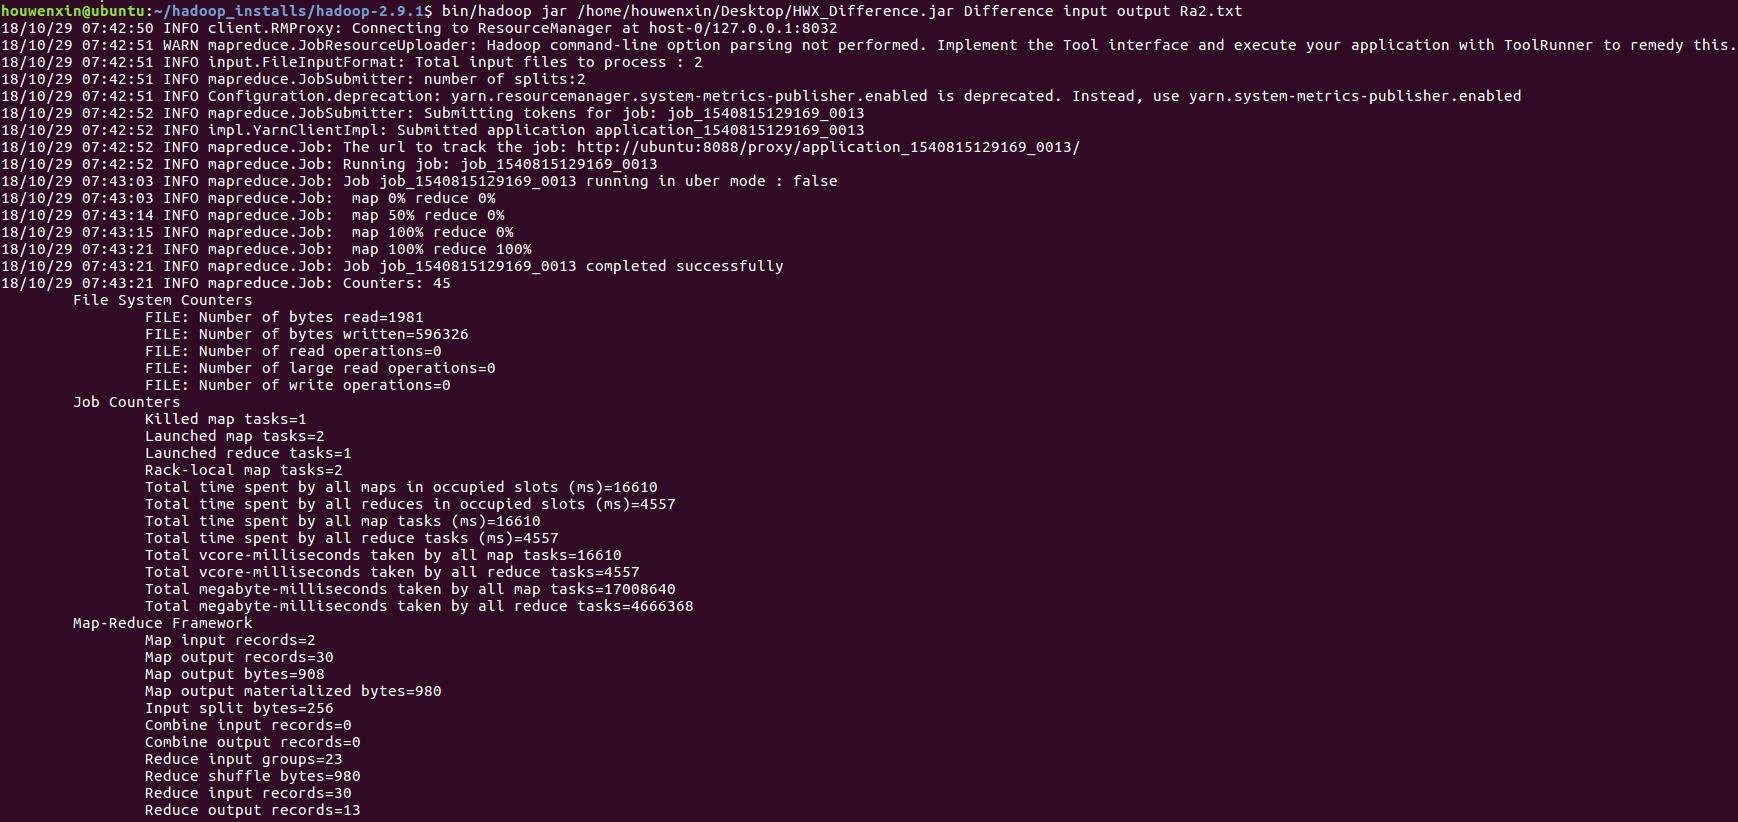 houwenxin@ubuntu:~/hadoop_installs/hadoop-2.9.1$ bin/hadoop jar /home/houwenxin/Desktop/HWX_Difference.jar Difference input output Ra2.txt
18/10/29 07:42:50 INFO client.RMProxy: Connecting to ResourceManager at host-0/127.0.0.1:8032
18/10/29 07:42:51 WARN mapreduce.JobResourceUploader: Hadoop command-line option parsing not performed. Implement the Tool interface and execute your application with ToolRunner to remedy this.
18/10/29 07:42:51 INFO input.FileInputFormat: Total input files to process : 2
18/10/29 07:42:51 INFO mapreduce.JobSubmitter: number of splits:2
18/10/29 07:42:51 INFO Configuration.deprecation: yarn.resourcemanager.system-metrics-publisher.enabled is deprecated. Instead, use yarn.system-metrics-publisher.enabled
18/10/29 07:42:52 INFO mapreduce.JobSubmitter: Submitting tokens for job: job_1540815129169_0013
18/10/29 07:42:52 INFO impl.YarnClientImpl: Submitted application application_1540815129169_0013
18/10/29 07:42:52 INFO mapreduce.Job: The url to track the job: http://ubuntu:8088/proxy/application_1540815129169_0013/
18/10/29 07:42:52 INFO mapreduce.Job: Running job: job_1540815129169_0013
18/10/29 07:43:03 INFO mapreduce.Job: Job job_1540815129169_0013 running in uber mode : false
18/10/29 07:43:03 INFO mapreduce.Job:  map 0% reduce 0%
18/10/29 07:43:14 INFO mapreduce.Job:  map 50% reduce 0%
18/10/29 07:43:15 INFO mapreduce.Job:  map 100% reduce 0%
18/10/29 07:43:21 INFO mapreduce.Job:  map 100% reduce 100%
18/10/29 07:43:21 INFO mapreduce.Job: Job job_1540815129169_0013 completed successfully
18/10/29 07:43:21 INFO mapreduce.Job: Counters: 45
File System Counters
FILE: Number of bytes read=1981
FILE: Number of bytes written=596326
FILE: Number of read operations=0
FILE: Number of large read operations=0
FILE: Number of write operations=0
Job Counters
Killed map tasks=1
Launched map tasks=2
Launched reduce tasks=1
Rack-local map tasks=2
Total time spent by all maps in occupied slots (ms)=16610
Total time spent by all reduces in occupied slots (ms)=4557
Total time spent by all map tasks (ms)=16610
Total time spent by all reduce tasks (ms)=4557
Total vcore-milliseconds taken by all map tasks=16610
Total vcore-milliseconds taken by all reduce tasks=4557
Total megabyte-milliseconds taken by all map tasks=17008640
Total megabyte-milliseconds taken by all reduce tasks=4666368
Map-Reduce Framework
Map input records=2
Map output records=30
Map output bytes=908
Map output materialized bytes=980
Input split bytes=256
Combine input records=0
Combine output records=0
Reduce input groups=23
Reduce shuffle bytes=980
Reduce input records=30
Reduce output records=13